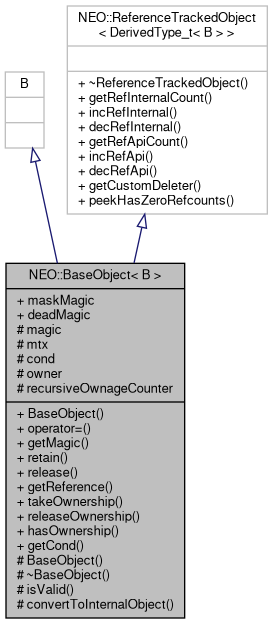 NEO::ReferenceTrackedObject
< DerivedType_t< B > >
+ ~ReferenceTrackedObject()
+ getRefInternalCount()
+ incRefInternal()
+ decRefInternal()
+ getRefApiCount()
+ incRefApi()
+ decRefApi()
+ getCustomDeleter()
+ peekHasZeroRefcounts()
B
NEO::BaseObject< B >
+ maskMagic
+ deadMagic
# magic
# mtx
# cond
# owner
# recursiveOwnageCounter
+ BaseObject()
+ operator=()
+ getMagic()
+ retain()
+ release()
+ getReference()
+ takeOwnership()
+ releaseOwnership()
+ hasOwnership()
+ getCond()
# BaseObject()
# ~BaseObject()
# isValid()
# convertToInternalObject()